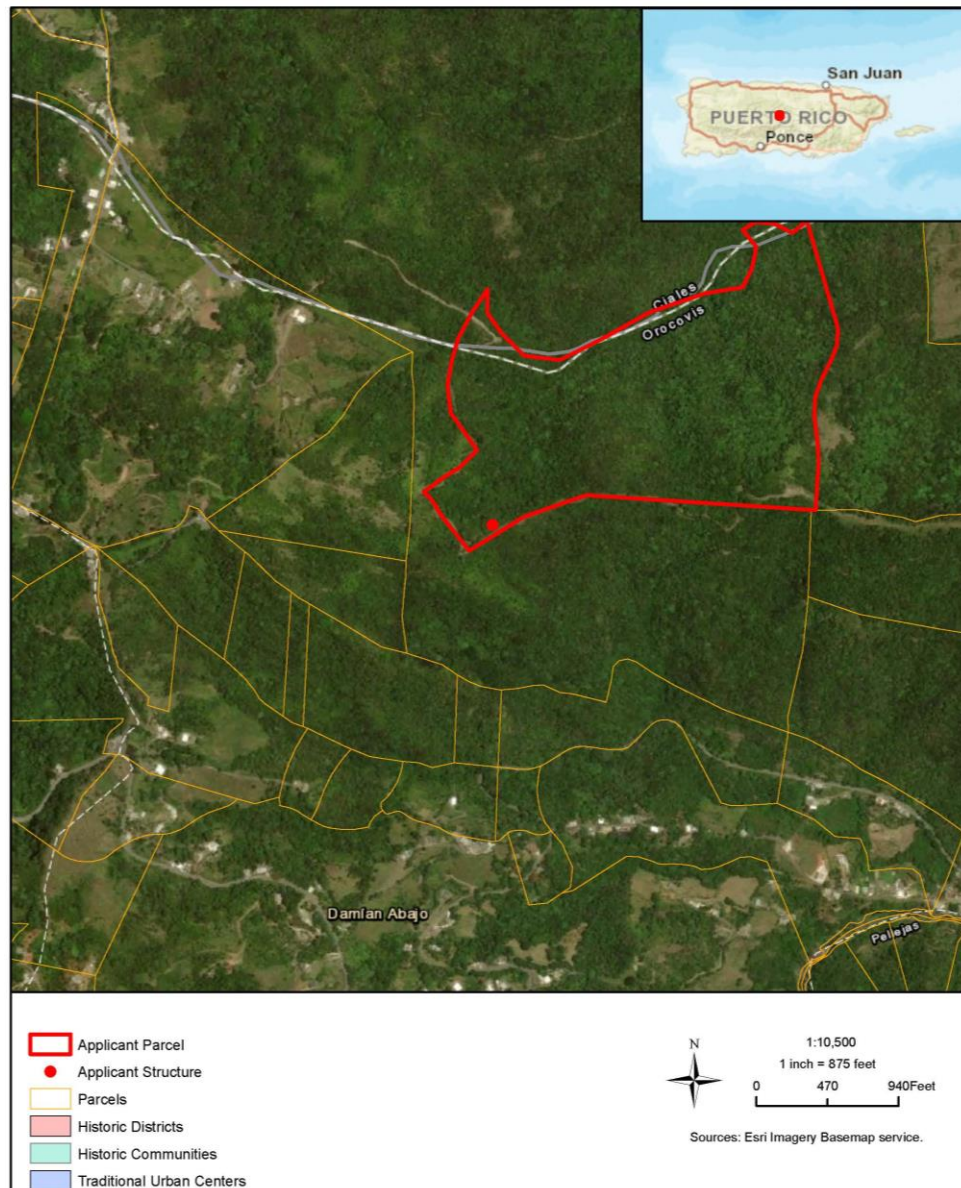 San Juan
PUERTO RICO
Ponce
Ciales
Orocovis
Damían Abajo
Pellejas
Applicant Parcel
Applicant Structure
Parcels
Historic Districts
Historic Communities
Traditional Urban Centers
N
1:10,500
1 inch = 875 feet
0 470 940Feet
Sources: Esri Imagery Basemap service.